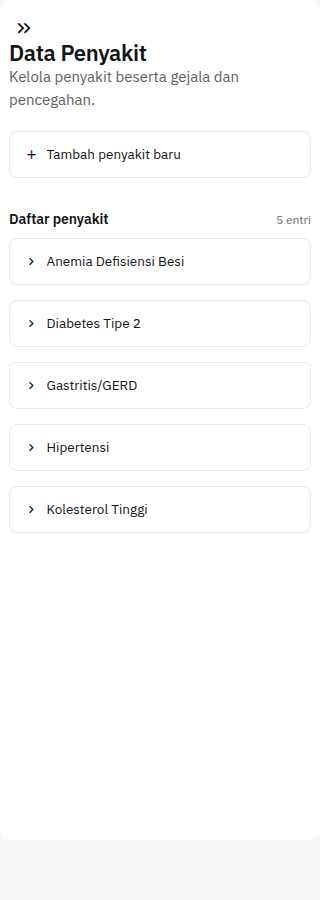 Data Penyakit
Kelola penyakit beserta gejala dan
pencegahan.
Tambah penyakit baru
Daftar penyakit
5 entri
Anemia Defisiensi Besi
Diabetes Tipe 2
Gastritis/GERD
Hipertensi
Kolesterol Tinggi